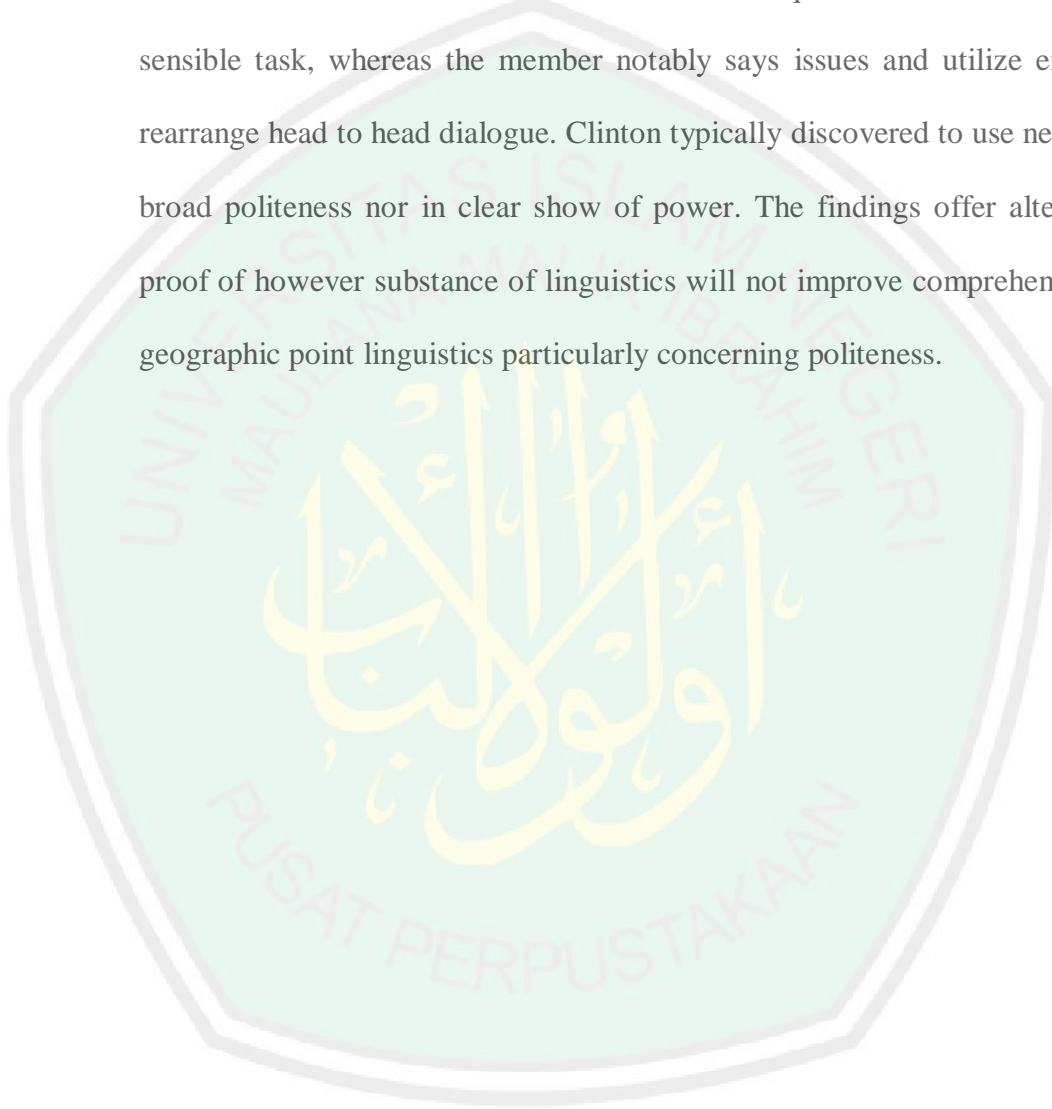 sensible task, whereas the member notably says issues and utilize
rearrange head to head dialogue. Clinton typically discovered to use
broad politeness nor in clear show of power. The findings offer
proof of however substance of linguistics will not improve
geographic point linguistics particularly concerning politeness.
UNIVERSITAS ISLAM NEGERI
MAULANA MALIK IBRAHIM
PUSAT PERPUSTAKAAN